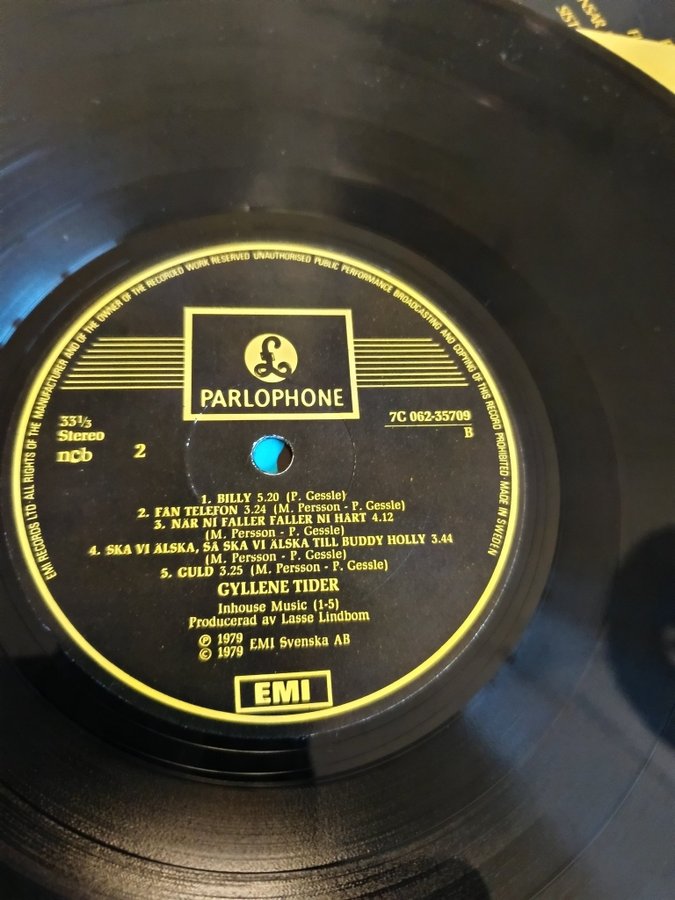 NSAR
SIST
EMI RECORDS LTD·ALL RIGHTS OF THE MANUFACTURER AND OF THE OWNER OF THE RECORDED WORK RESERVED UNAUTHORISED PUBLIC PERFORMANCE BROADCASTING AND COPYING OF THIS RECORD PROHIBITED·MADE IN SWEDEN
£
PARLOPHONE
33⅓
Stereo
ncb
2
7C 062-35709
B
1. BILLY 5.20 (P. Gessle)
2. FAN TELEFON 3.24 (M. Persson - P. Gessle)
3. NÄR NI FALLER FALLER NI HÅRT 4.12
(M. Persson - P. Gessle)
4. SKA VI ÄLSKA, SÅ SKA VI ÄLSKA TILL BUDDY HOLLY 3.44
(M. Persson - P. Gessle)
5. GULD 3.25 (M. Persson - P. Gessle)
GYLLENE TIDER
Inhouse Music (1-5)
Producerad av Lasse Lindbom
℗ 1979
© 1979 EMI Svenska AB
EMI